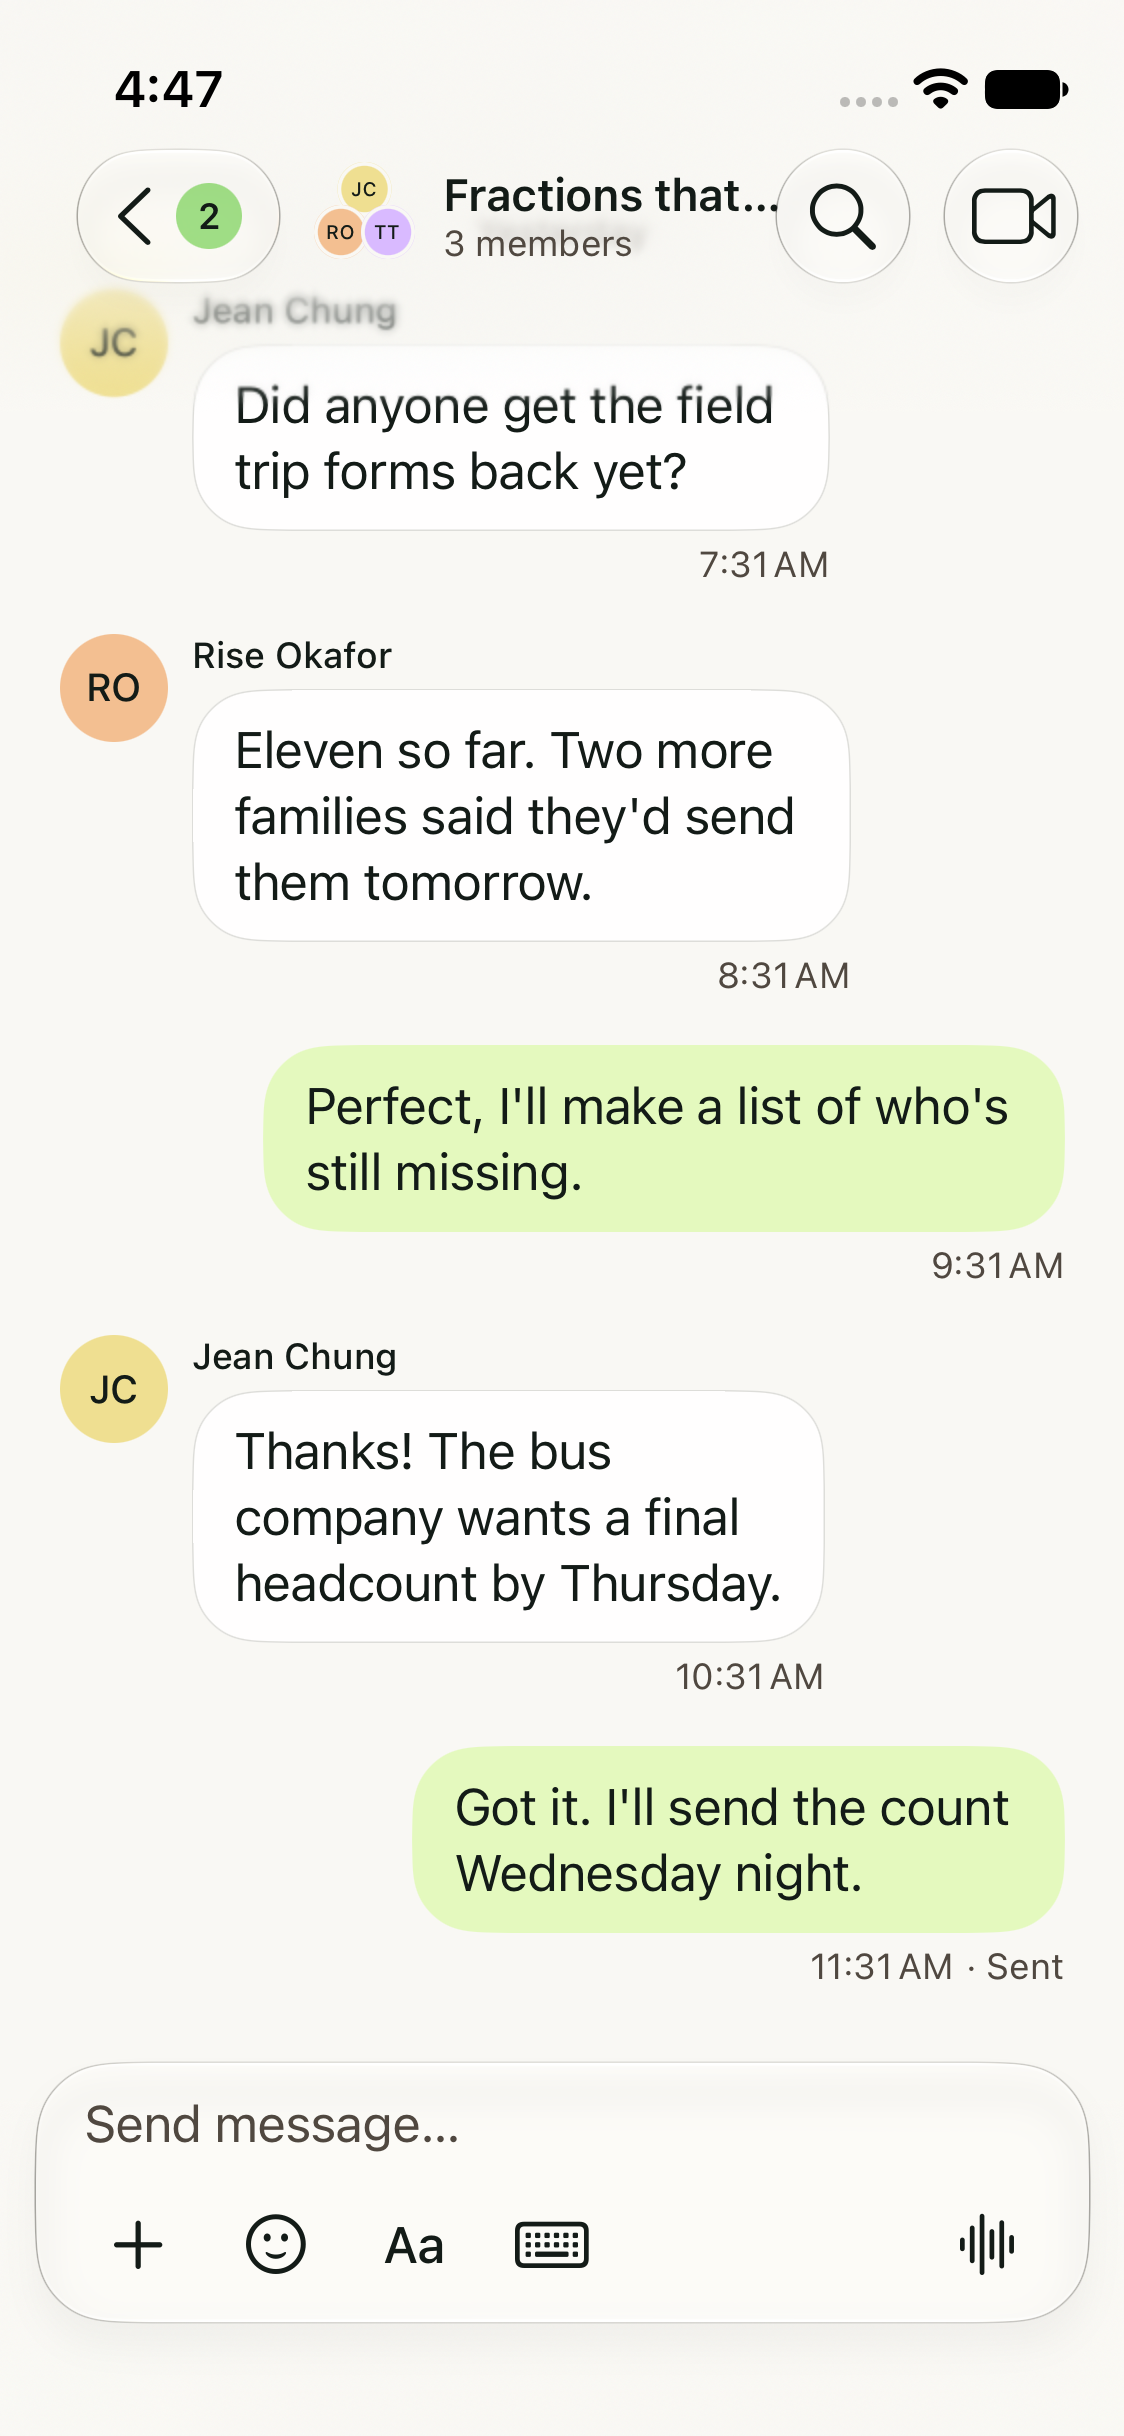 4:47
2
JC
RO
TT
Fractions that...
3 members
JC
Jean Chung
Did anyone get the field
trip forms back yet?
7:31 AM
RO
Rise Okafor
Eleven so far. Two more
families said they'd send
them tomorrow.
8:31 AM
Perfect, I'll make a list of who's
still missing.
9:31 AM
JC
Jean Chung
Thanks! The bus
company wants a final
headcount by Thursday.
10:31 AM
Got it. I'll send the count
Wednesday night.
11:31 AM · Sent
Send message...
Aa